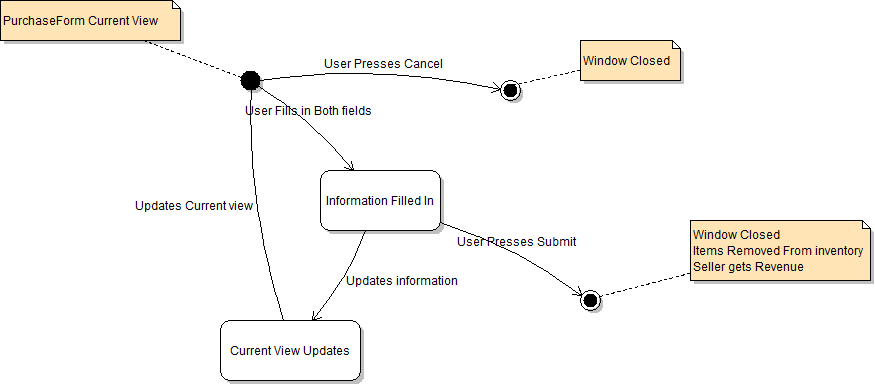 PurchaseForm Current View
User Presses Cancel
Window Closed
User Fills in Both fields
Information Filled In
Updates Current view
User Presses Submit
Window Closed
Items Removed From inventory
Seller gets Revenue
Updates information
Current View Updates